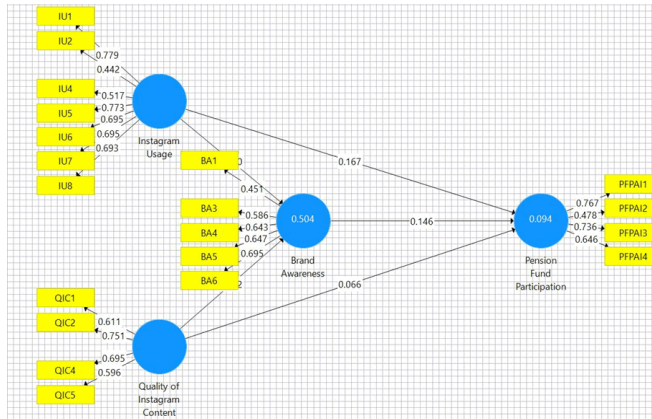 IU1
IU2
0.779
0.442
IU4
0.517
IU5
0.773
0.695
IU6
0.695
IU7
0.693
IU8
Instagram
Usage
BA1
0
0.451
0.167
BA3
0.586
BA4
0.643
0.647
BA5
0.695
BA6
2
0.504
Brand
Awareness
0.146
0.094
Pension
Fund
Participation
PFPAI1
0.767
PFPAI2
0.478
0.736
PFPAI3
0.646
PFPAI4
0.066
QIC1
0.611
QIC2
0.751
QIC4
0.695
0.596
QIC5
Quality of
Instagram
Content